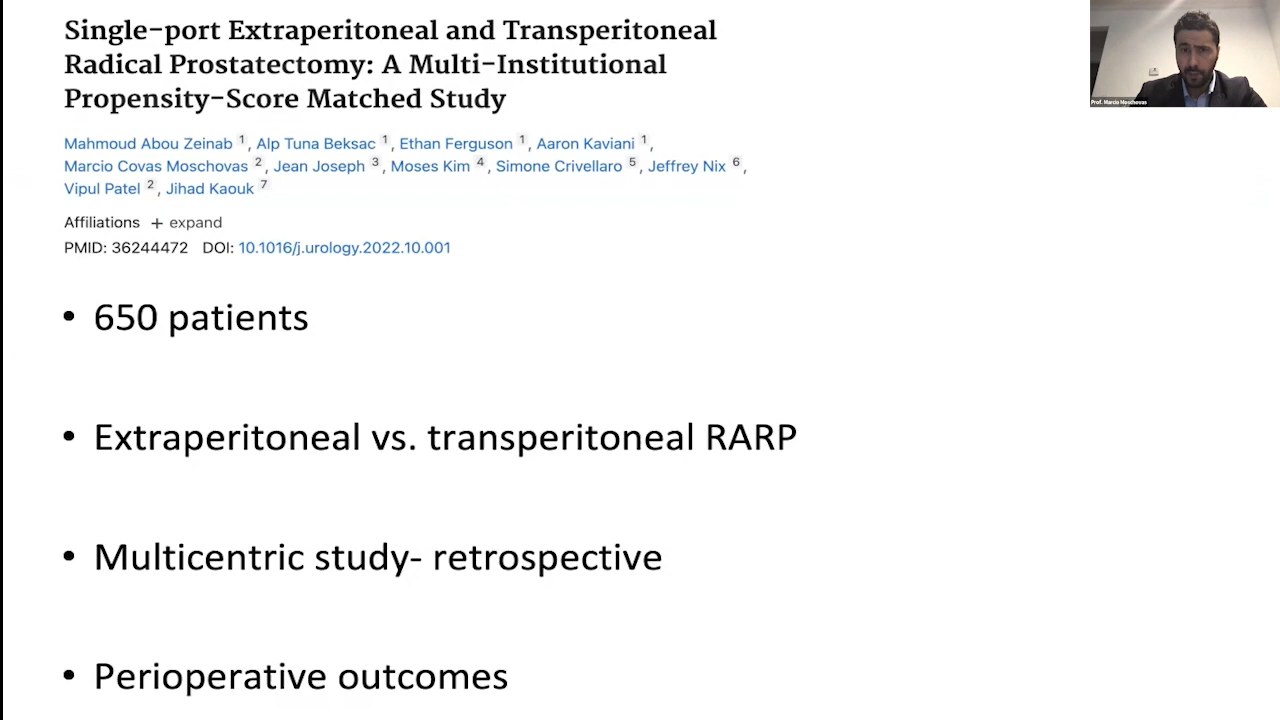 Single-port Extraperitoneal and Transperitoneal
Radical Prostatectomy: A Multi-Institutional
Propensity-Score Matched Study
Mahmoud Abou Zeinab 1, Alp Tuna Beksac 1, Ethan Ferguson 1, Aaron Kaviani 1,
Marcio Covas Moschovas 2, Jean Joseph 3, Moses Kim 4, Simone Crivellaro 5, Jeffrey Nix 6,
Vipul Patel 2, Jihad Kaouk 7
Affiliations + expand
PMID: 36244472 DOI: 10.1016/j.urology.2022.10.001
• 650 patients
• Extraperitoneal vs. transperitoneal RARP
• Multicentric study- retrospective
• Perioperative outcomes
Prof. Marcio Moschovas